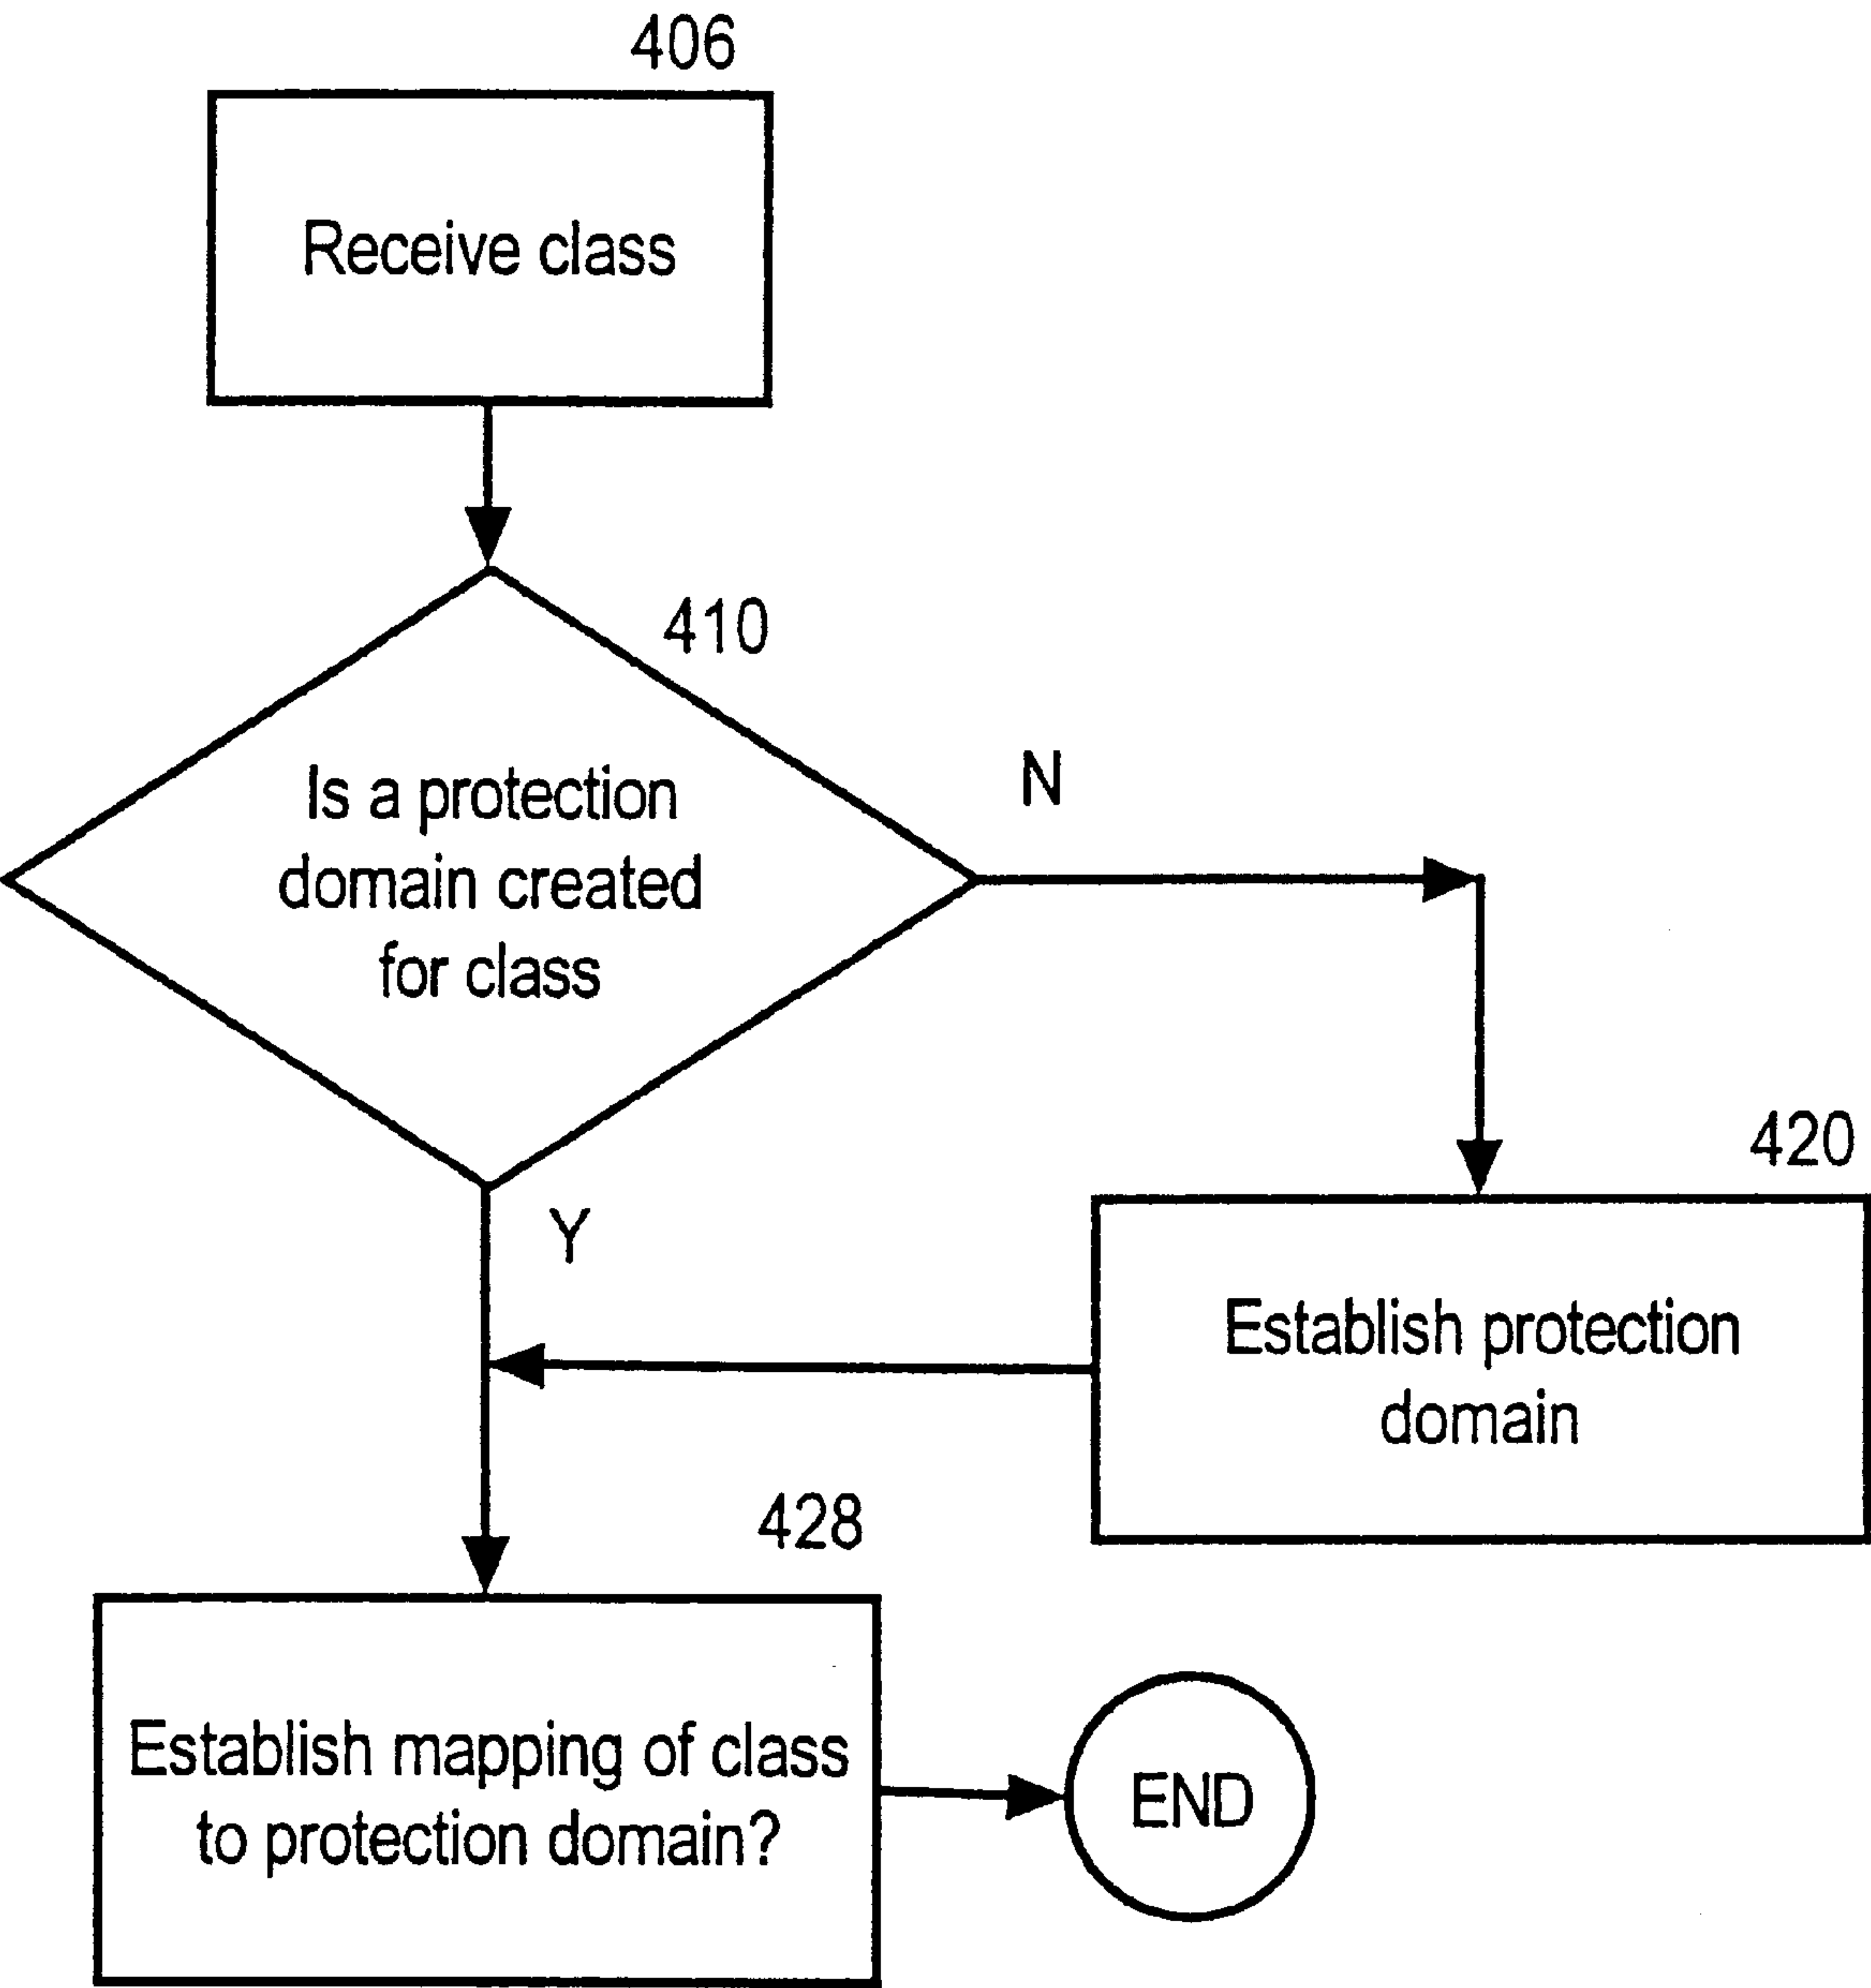 406
Receive class
410
Is a protection
domain created
for class
N
Y
420
Establish protection
domain
428
Establish mapping of class
to protection domain?
END